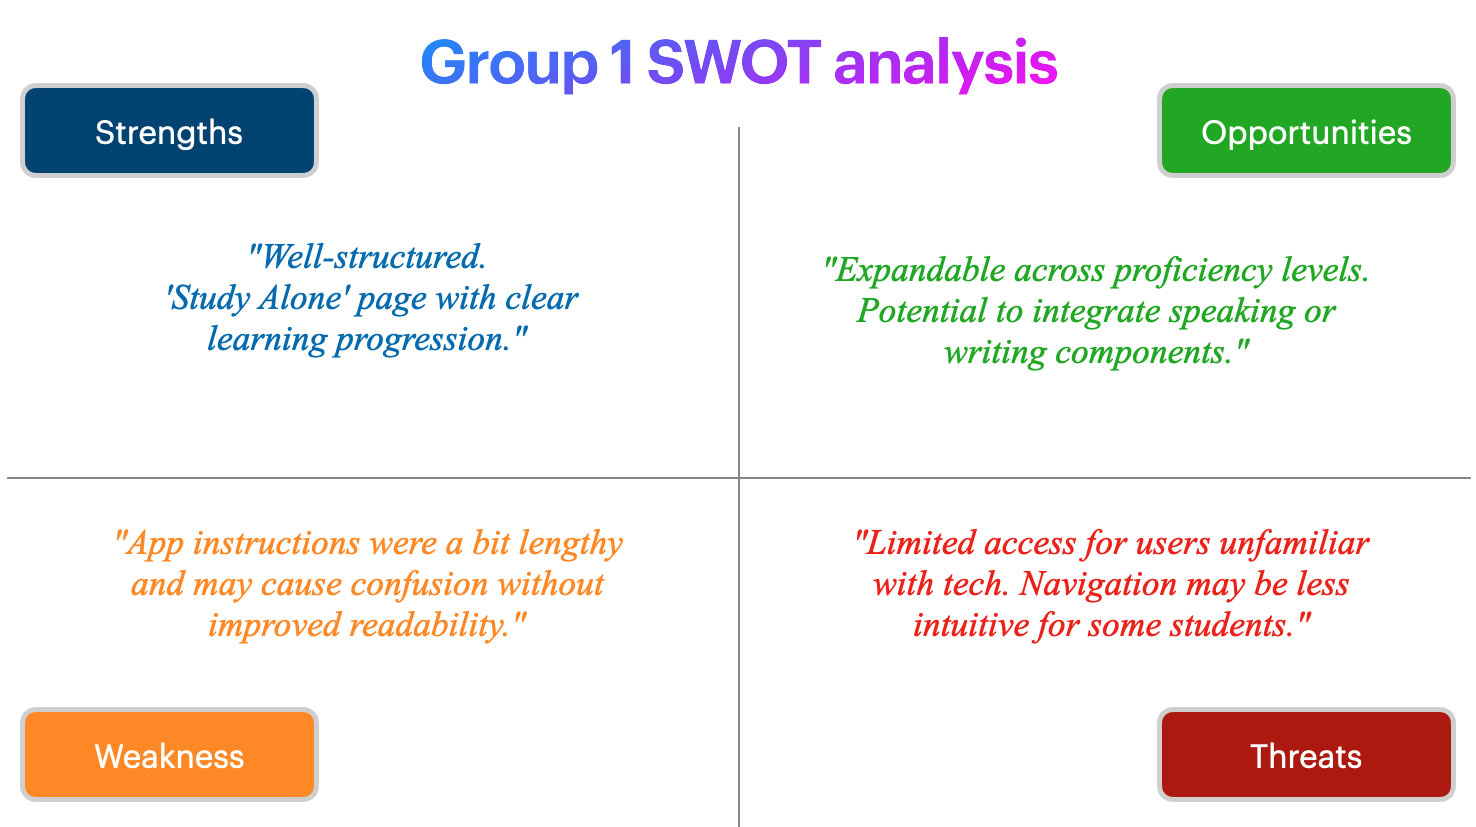 Group 1 SWOT analysis
Strengths
Opportunities
"Well-structured.
'Study Alone' page with clear
learning progression."
"Expandable across proficiency levels.
Potential to integrate speaking or
writing components."
"App instructions were a bit lengthy
and may cause confusion without
improved readability."
"Limited access for users unfamiliar
with tech. Navigation may be less
intuitive for some students."
Weakness
Threats